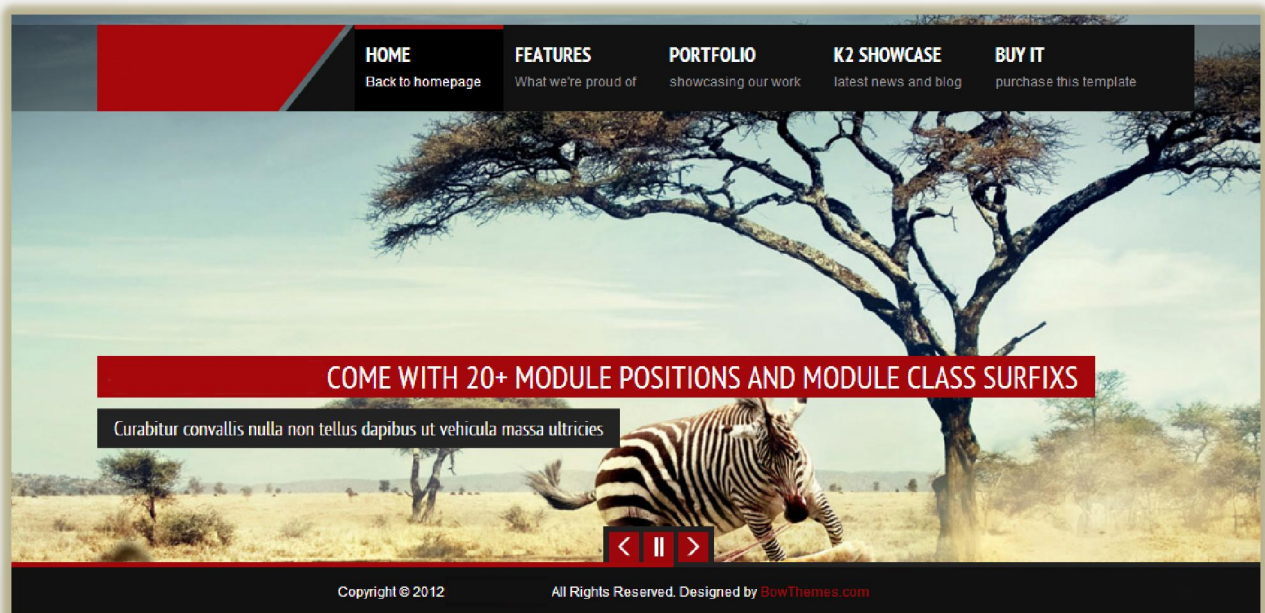 HOME FEATURES PORTFOLIO K2 SHOWCASE BUY IT
Back to homepage What we're proud of showcasing our work latest news and blog purchase this template
COME WITH 20+ MODULE POSITIONS AND MODULE CLASS SURFIXS
Curabitur convallis nulla non tellus dapibus ut vehicula massa ultricies
Copyright © 2012 All Rights Reserved. Designed by BowThemes.com